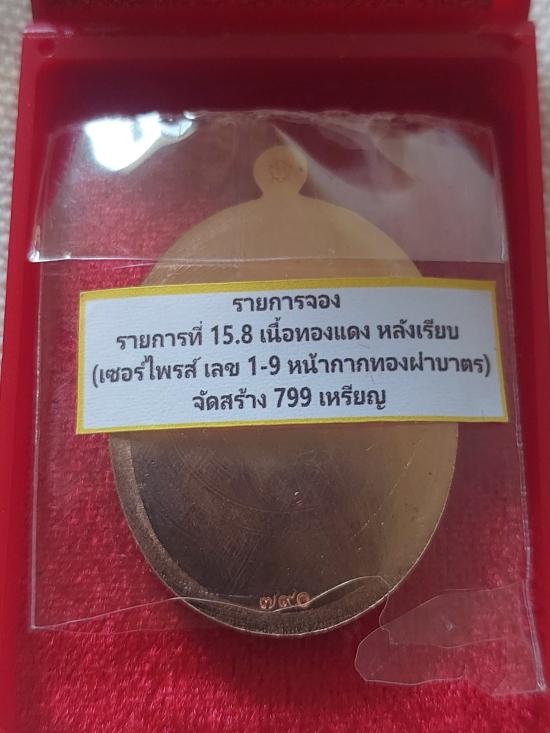 รายการจอง
รายการที่ 15.8 เนื้อทองแดง หลังเรียบ
(เซอร์ไพรส์ เลข 1-9 หน้ากากทองฝาบาตร)
จัดสร้าง 799 เหรียญ
๗๙๐